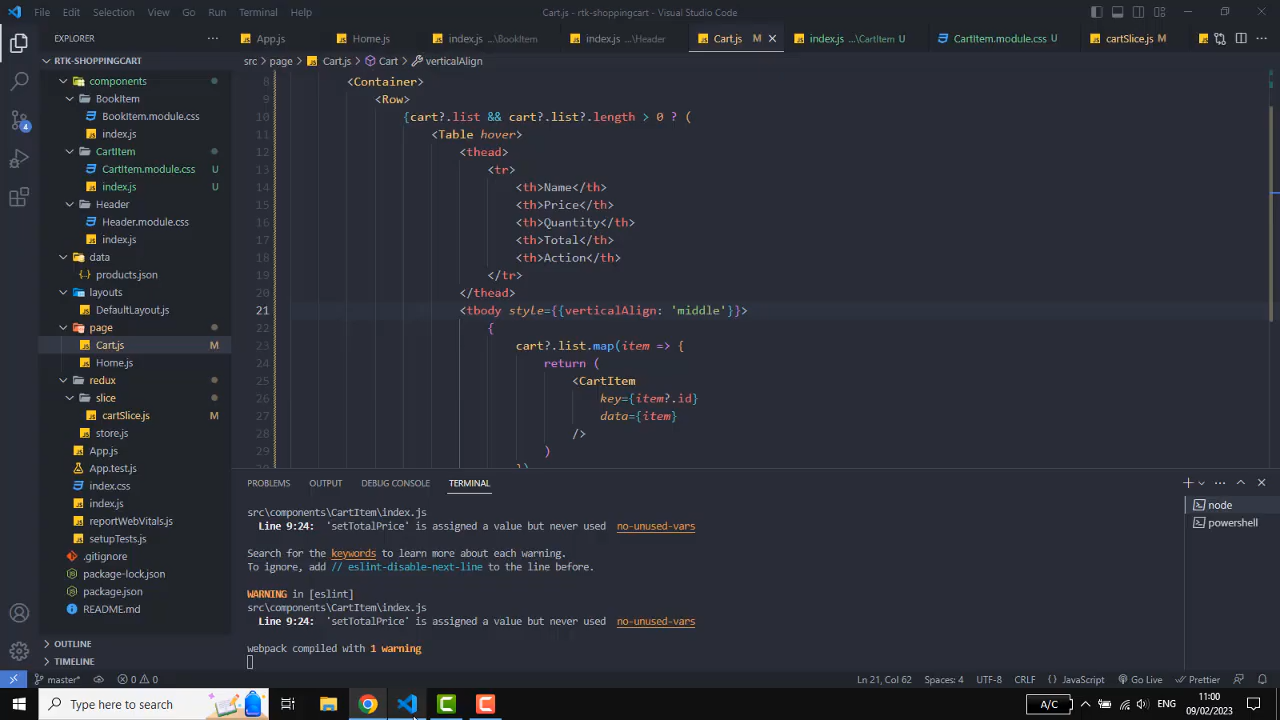 File Edit Selection View Go Run Terminal Help
Cart.js - rtk-shoppingcart - Visual Studio Code
EXPLORER
App.js Home.js index.js ...\BookItem index.js ...\Header Cart.js index.js ...\CartItem U CartItem.module.css U cartSlice.js M
RTK-SHOPPINGCART
src > page > Cart.js > Cart > verticalAlign
components
BookItem
BookItem.module.css
index.js
CartItem
CartItem.module.css U
index.js U
Header
Header.module.css
index.js
data
products.json
layouts
DefaultLayout.js
page
Cart.js M
Home.js
redux
slice
cartSlice.js M
store.js
App.js
App.test.js
index.css
index.js
reportWebVitals.js
setupTests.js
.gitignore
package-lock.json
package.json
README.md
OUTLINE
TIMELINE
8 <Container>
9 <Row>
10 {cart?.list && cart?.list?.length > 0 ? (
11 <Table hover>
12 <thead>
13 <tr>
14 <th>Name</th>
15 <th>Price</th>
16 <th>Quantity</th>
17 <th>Total</th>
18 <th>Action</th>
19 </tr>
20 </thead>
21 <tbody style={{verticalAlign: 'middle'}}>
22 {
23 cart?.list.map(item => {
24 return (
25 <CartItem
26 key={item?.id}
27 data={item}
28 />
29 )
30 })
PROBLEMS OUTPUT DEBUG CONSOLE TERMINAL
node
powershell
src\components\CartItem\index.js
Line 9:24: 'setTotalPrice' is assigned a value but never used no-unused-vars
Search for the keywords to learn more about each warning.
To ignore, add // eslint-disable-next-line to the line before.
WARNING in [eslint]
src\components\CartItem\index.js
Line 9:24: 'setTotalPrice' is assigned a value but never used no-unused-vars
webpack compiled with 1 warning
4
master* 0 0 Ln 21, Col 62 Spaces: 4 UTF-8 CRLF JavaScript Go Live Prettier
Type here to search
A/C ENG 11:00
09/02/2023